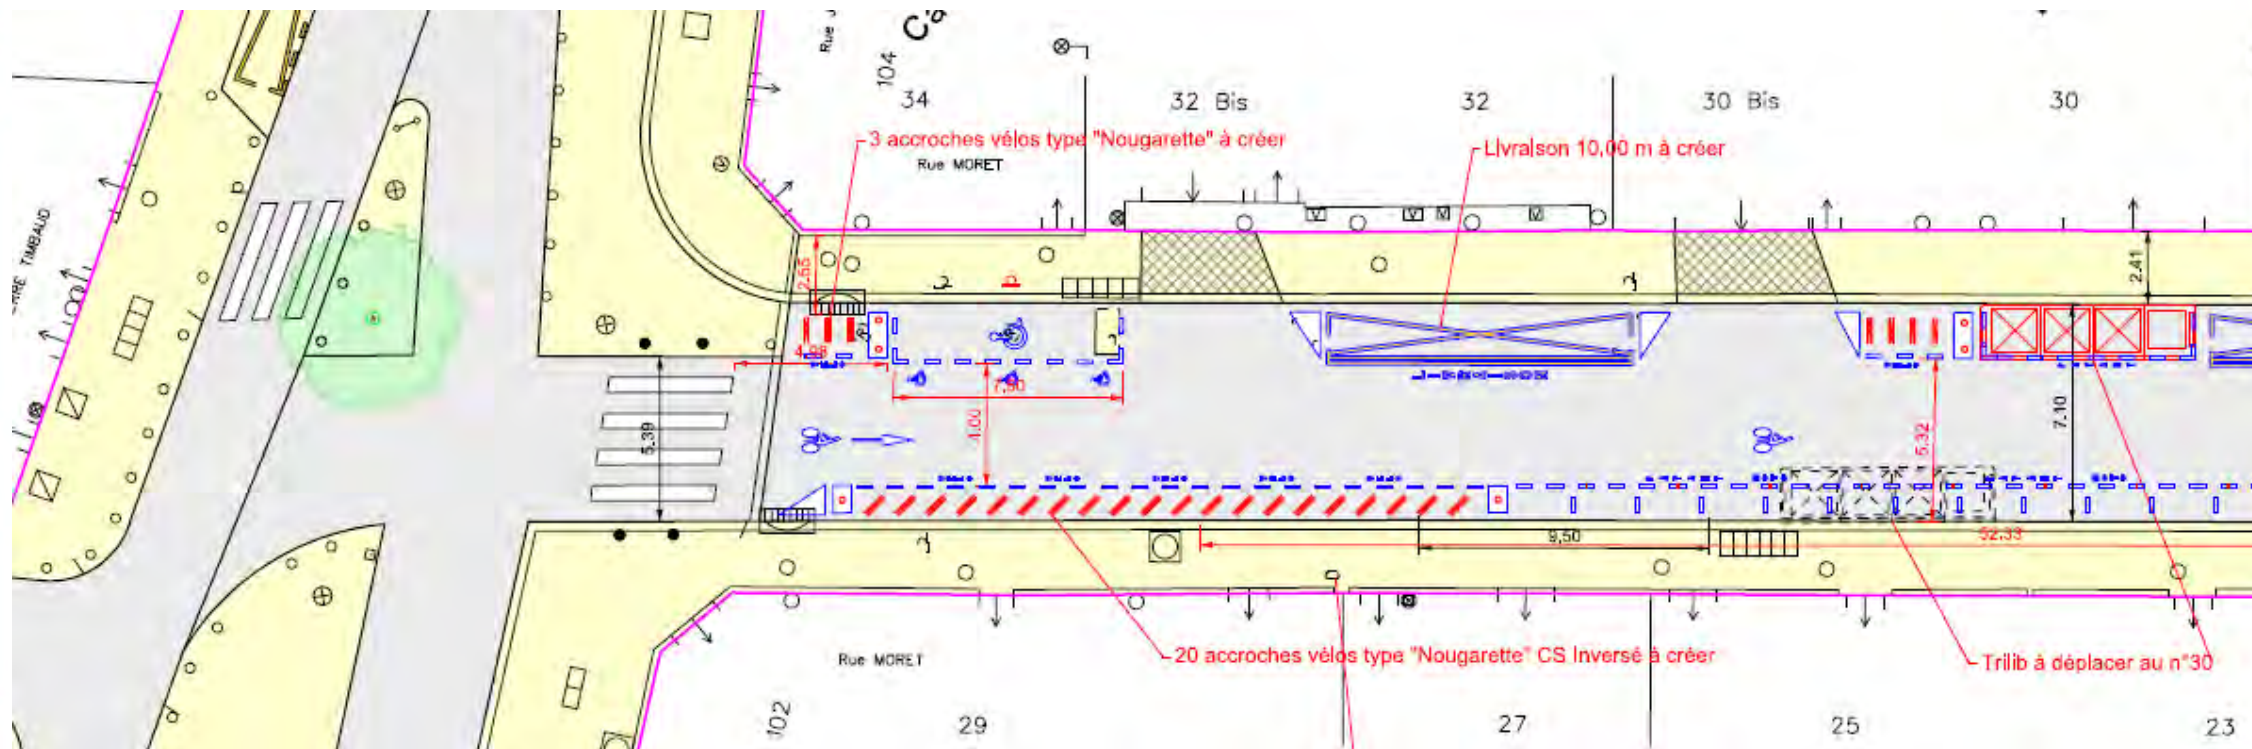 104
34
32 Bis
32
30 Bis
30
3 accroches vélos type "Nougarette" à créer
Livraison 10,00 m à créer
Rue MORET
TIMBAUD
2.65
2.41
4.98
7,90
4.00
5.39
5.32
7.10
9,50
52.33
20 accroches vélos type "Nougarette" CS Inversé à créer
Trilib à déplacer au n°30
Rue MORET
102
29
27
25
23